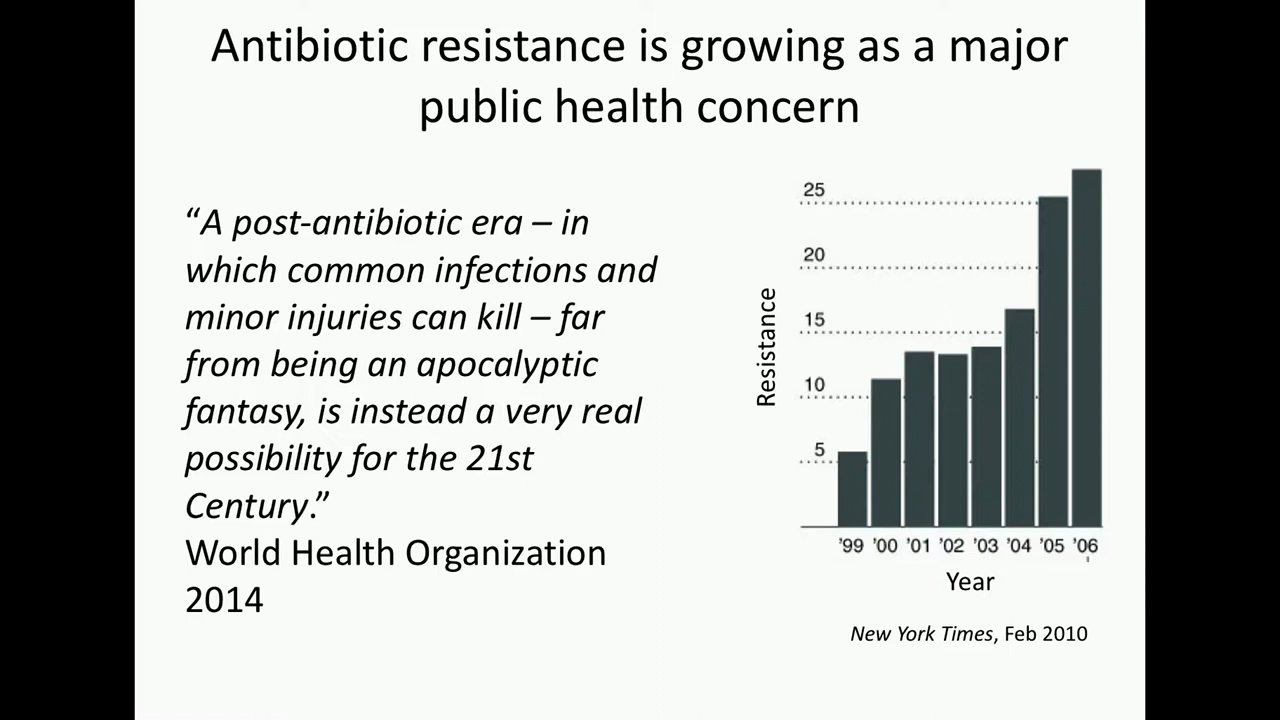 Antibiotic resistance is growing as a major
public health concern
“A post-antibiotic era – in
which common infections and
minor injuries can kill – far
from being an apocalyptic
fantasy, is instead a very real
possibility for the 21st
Century.”
World Health Organization
2014
25
20
15
10
5
Resistance
'99 '00 '01 '02 '03 '04 '05 '06
Year
New York Times, Feb 2010